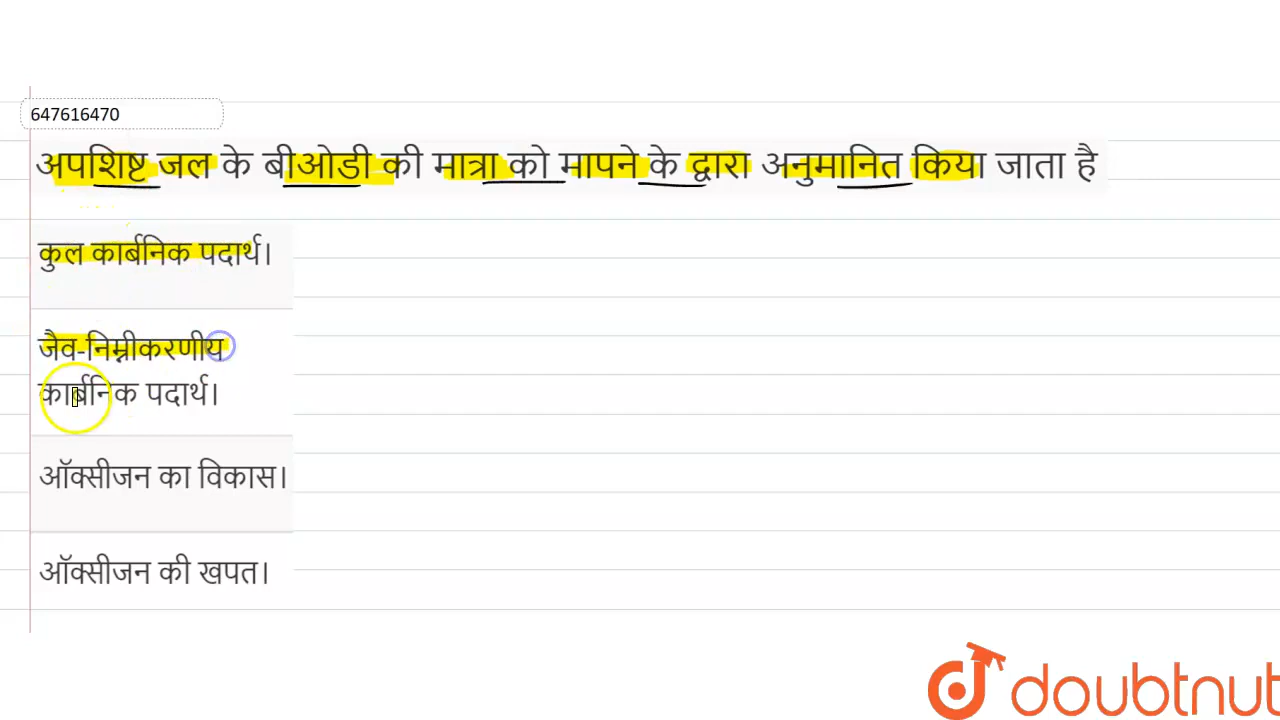 647616470
अपशिष्ट जल के बीओडी की मात्रा को मापने के द्वारा अनुमानित किया जाता है
कुल कार्बनिक पदार्थ।
जैव-निम्नीकरणीय
कार्बनिक पदार्थ।
ऑक्सीजन का विकास।
ऑक्सीजन की खपत।
doubtnut